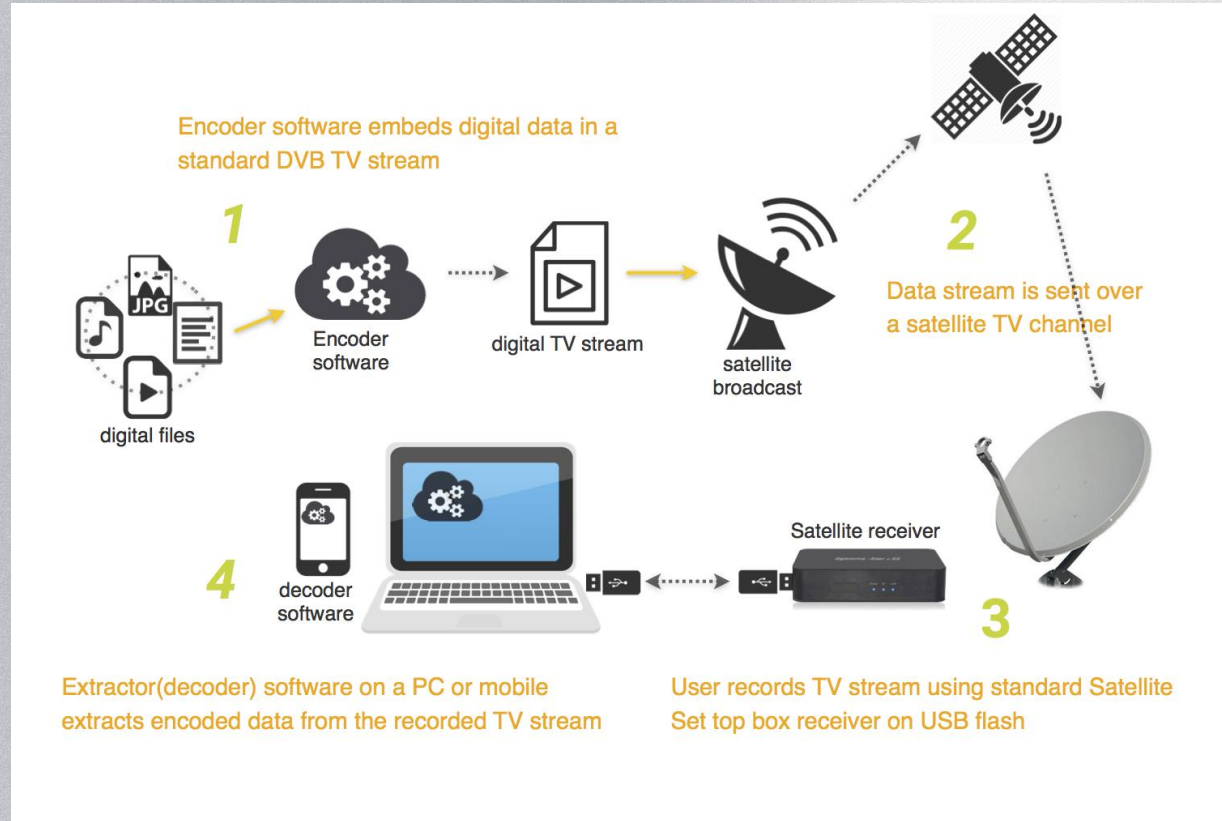 Encoder software embeds digital data in a
standard DVB TV stream
1
2
JPG
Data stream is sent over
a satellite TV channel
Encoder
software
digital TV stream
satellite
broadcast
digital files
Satellite receiver
4
decoder
software
3
Extractor(decoder) software on a PC or mobile
extracts encoded data from the recorded TV stream
User records TV stream using standard Satellite
Set top box receiver on USB flash